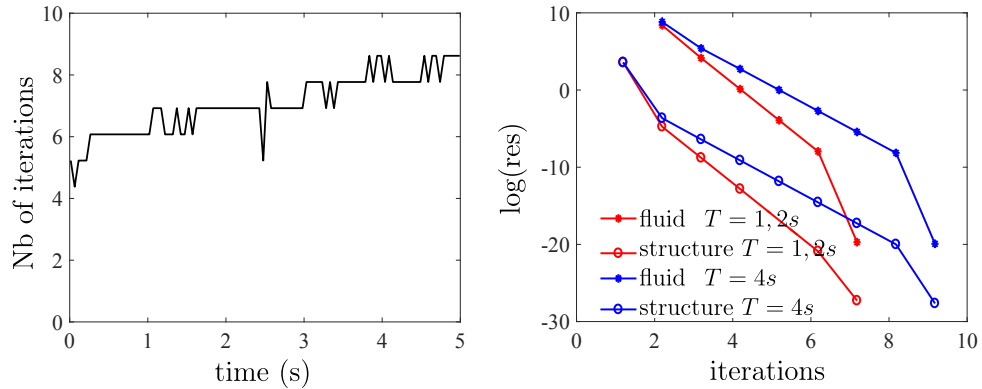 Nb of iterations
10
8
6
4
2
0
0 1 2 3 4 5
time (s)
log(res)
10
0
-10
-20
-30
fluid T = 1, 2s
structure T = 1, 2s
fluid T = 4s
structure T = 4s
0 2 4 6 8 10
iterations